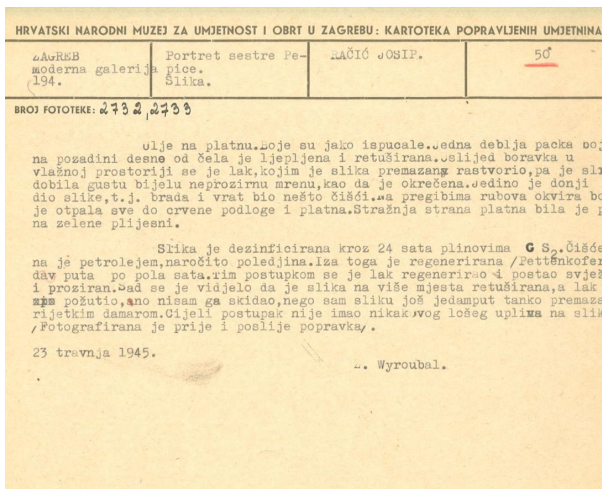 HRVATSKI NARODNI MUZEJ ZA UMJETNOST I OBRT U ZAGREBU: KARTOTEKA POPRAVLJENIH UMJETNINA
ZAGREB
moderna galerija
194.
Portret sestre Pe-
pice.
Slika.
RAČIĆ JOSIP.
50
BROJ FOTOTEKE: 2732, 2733
Ulje na platnu.Boje su jako ispucale.Jedna deblja packa boj
na pozadini desno od čela je ljepljena i retuširana.Uslijed boravka u
vlažnoj prostoriji se je lak,kojim je slika premazana rastvorio,pa je sli
dobila gustu bijelu neprozirnu mrenu,kao da je okrečena.Jedino je donji
dio slike,t.j. brada i vrat bio nešto čišći.Na pregibima rubova okvira bo
je otpala sve do crvene podloge i platna.Stražnja strana platna bila je p
na zelene plijesni.
Slika je dezinficirana kroz 24 sata plinovima C S2.Čišće
na je petrolejem,naročito poledjina.Iza toga je regenerirana /Pettenkofer
dav puta po pola sata.Tim postupkom se je lak regenerirao i postao svjež
i proziran.Sad se je vidjelo da je slika na više mjesta retuširana,a lak
požutio,ano nisam ga skidao,nego sam sliku još jedamput tanko premaza
rijetkim damarom.Cijeli postupak nije imao nikakovog lošeg upliva na slik
/Fotografirana je prije i poslije popravka/.
23 travnja 1945.
Z. Wyroubal.